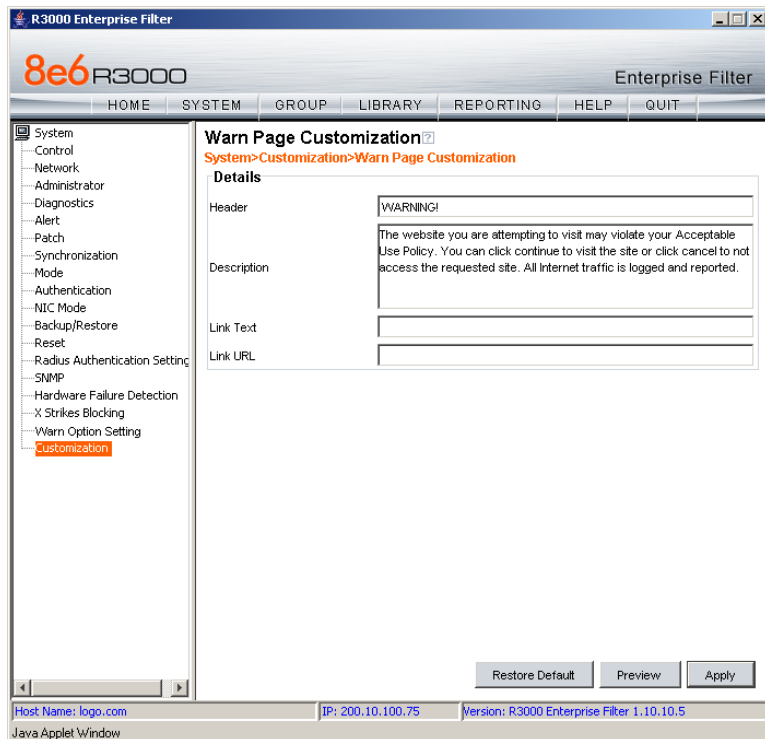 R3000 Enterprise Filter
8e6 R3000
Enterprise Filter
HOME SYSTEM GROUP LIBRARY REPORTING HELP QUIT
System
Control
Network
Administrator
Diagnostics
Alert
Patch
Synchronization
Mode
Authentication
NIC Mode
Backup/Restore
Reset
Radius Authentication Setting
SNMP
Hardware Failure Detection
X Strikes Blocking
Warn Option Setting
Customization
Warn Page Customization?
System>Customization>Warn Page Customization
Details
Header
WARNING!
Description
The website you are attempting to visit may violate your Acceptable
Use Policy. You can click continue to visit the site or click cancel to not
access the requested site. All Internet traffic is logged and reported.
Link Text
Link URL
Restore Default Preview Apply
Host Name: logo.com IP: 200.10.100.75 Version: R3000 Enterprise Filter 1.10.10.5
Java Applet Window